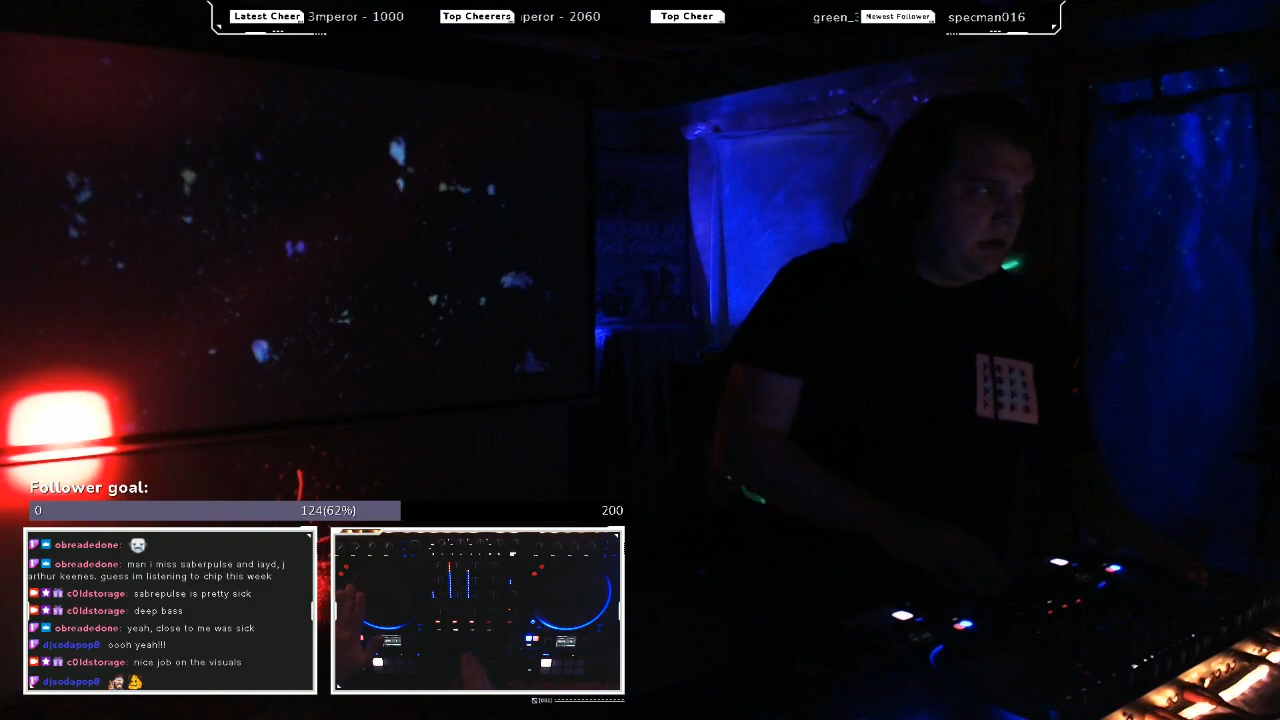 Latest Cheer
3mperor - 1000
Top Cheerers
peror - 2060
Top Cheer
green_
Newest Follower
specman016
Follower goal:
0
124(62%)
200
obreadedone:
obreadedone: man i miss saberpulse and iayd, j
arthur keenes. guess im listening to chip this week
c0ldstorage: sabrepulse is pretty sick
c0ldstorage: deep bass
obreadedone: yeah, close to me was sick
djsodapop8: oooh yeah!!!
c0ldstorage: nice job on the visuals
djsodapop8: